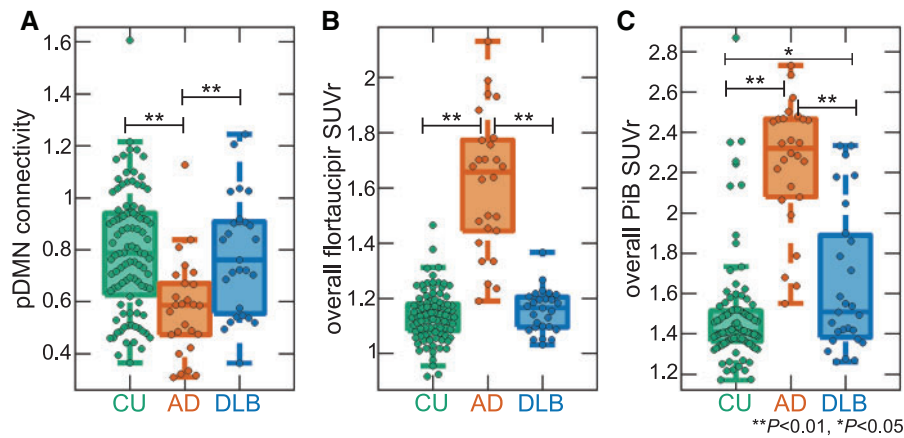 A
pDMN connectivity
1.6
1.4
1.2
1
0.8
0.6
0.4
**
**
CU AD DLB
B
overall flortaucipir SUVr
2
1.8
1.6
1.4
1.2
1
**
**
CU AD DLB
C
overall PiB SUVr
2.8
2.6
2.4
2.2
2.0
1.8
1.6
1.4
1.2
*
**
**
CU AD DLB
**P<0.01, *P<0.05